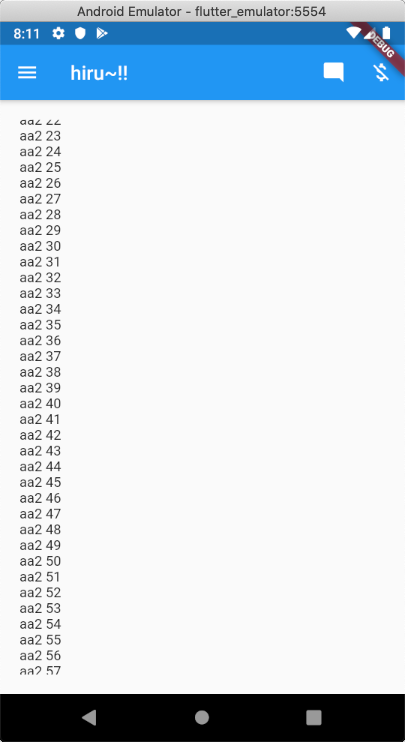 Android Emulator - flutter_emulator:5554
8:11
DEBUG
hiru~!!
aa2 22
aa2 23
aa2 24
aa2 25
aa2 26
aa2 27
aa2 28
aa2 29
aa2 30
aa2 31
aa2 32
aa2 33
aa2 34
aa2 35
aa2 36
aa2 37
aa2 38
aa2 39
aa2 40
aa2 41
aa2 42
aa2 43
aa2 44
aa2 45
aa2 46
aa2 47
aa2 48
aa2 49
aa2 50
aa2 51
aa2 52
aa2 53
aa2 54
aa2 55
aa2 56
aa2 57